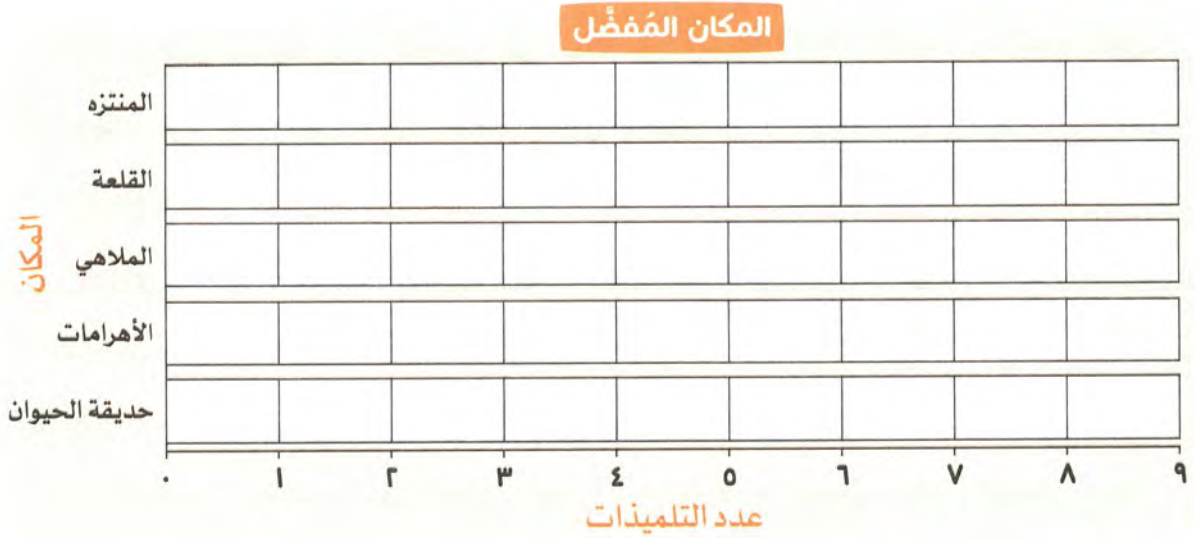 المكان المُفضَّل
المنتزه
القلعة
الملاهي
الأهرامات
حديقة الحيوان
المكان
٠ ١ ٢ ٣ ٤ ٥ ٦ ٧ ٨ ٩
عدد التلميذات